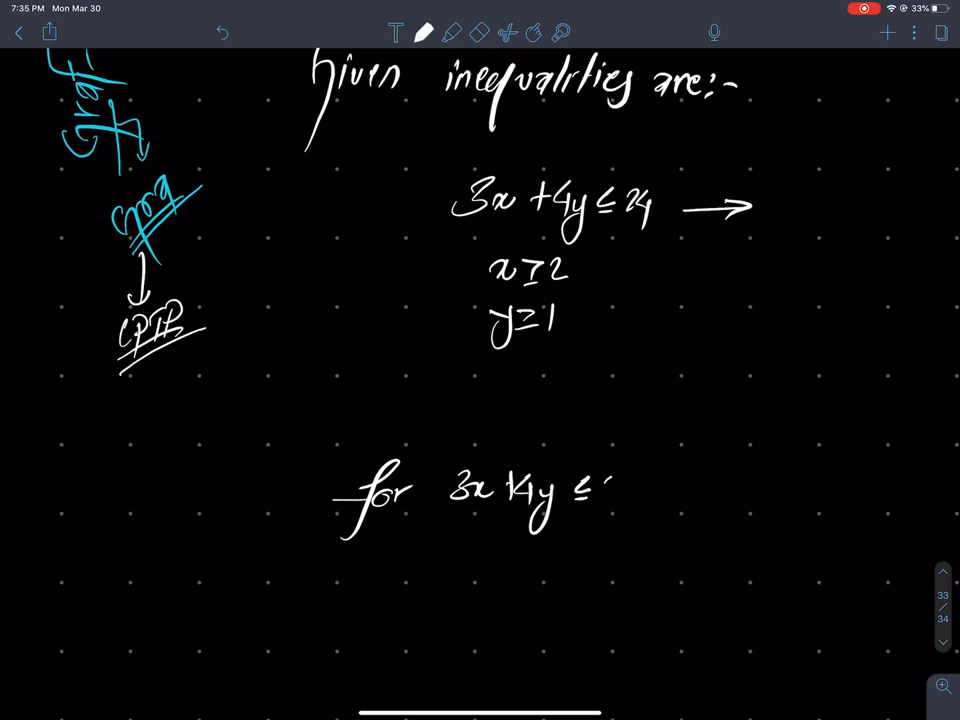 7:35 PM Mon Mar 30
33%
T
Given inequalities are:-
Graf
3x + 4y ≤ 24 →
x ≥ 2
y ≥ 1
for 3x + 4y ≤
33
/
34